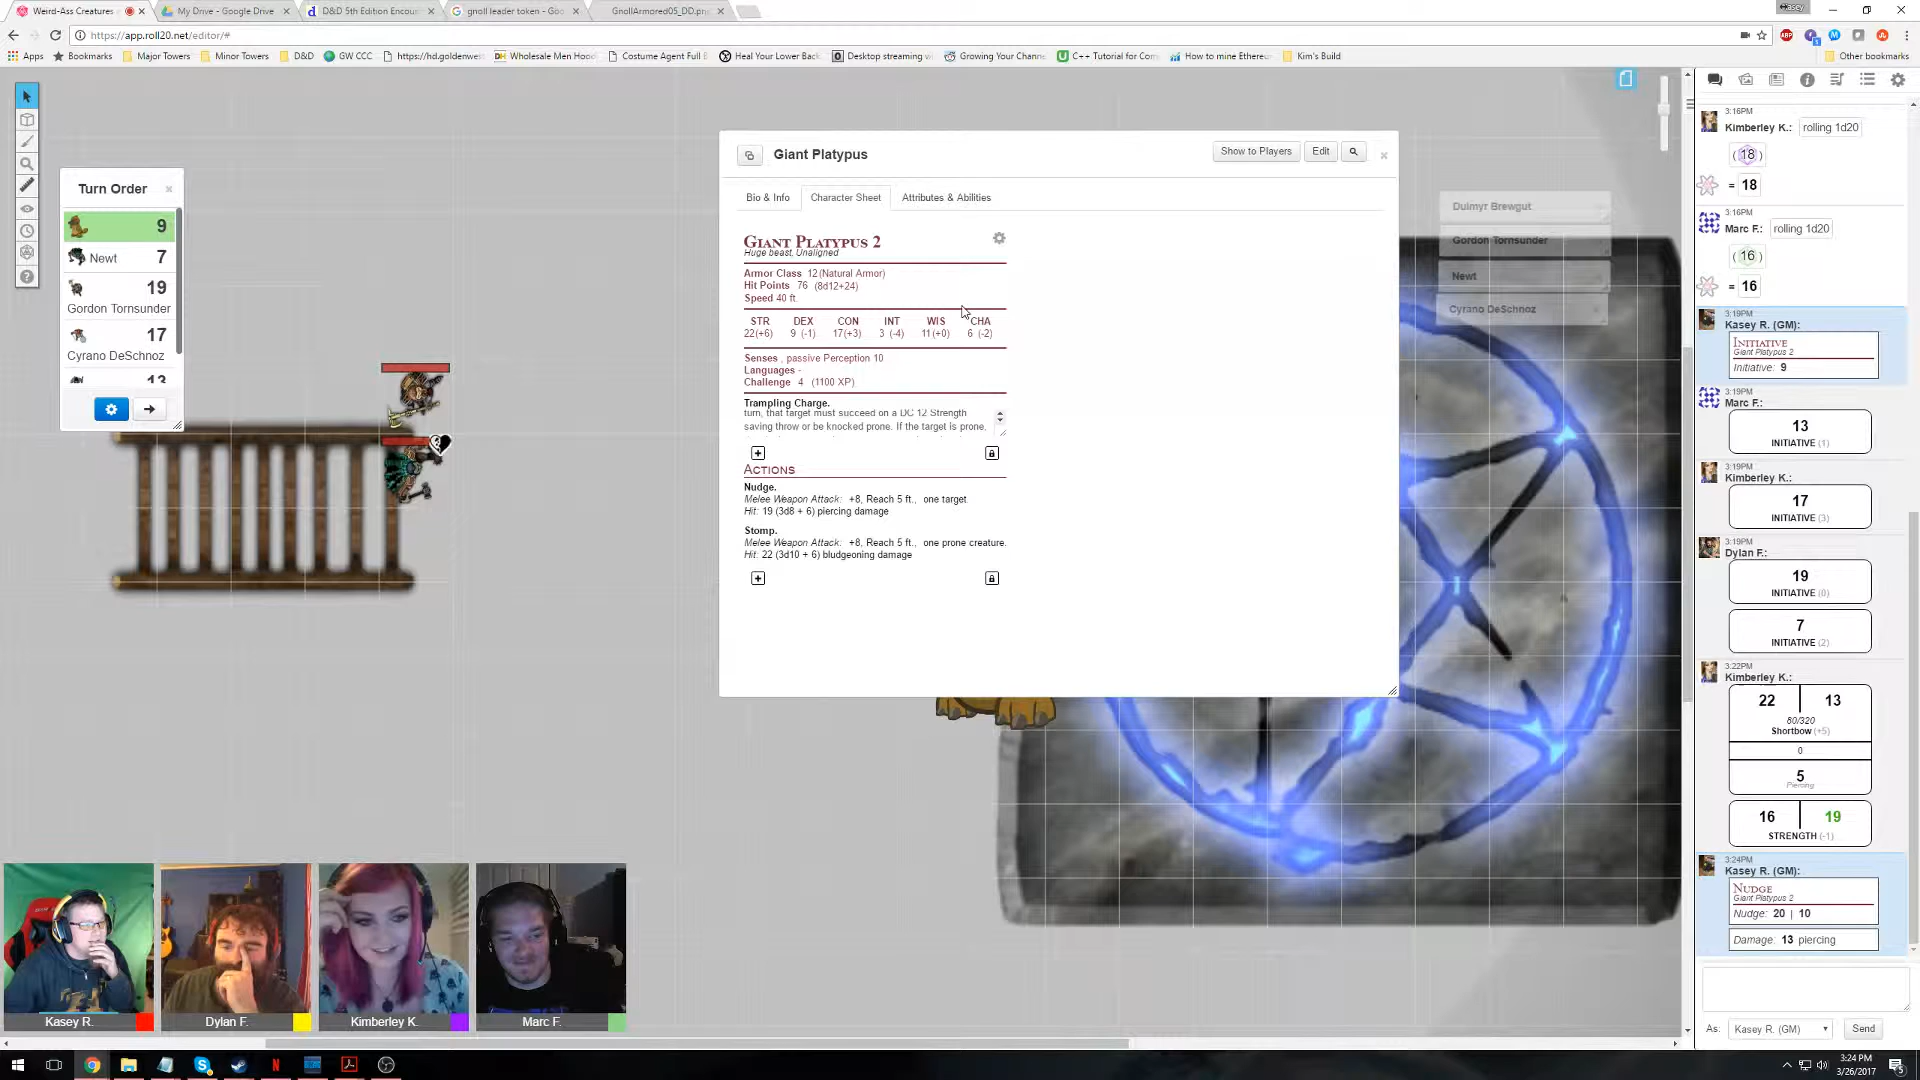 Weird-Ass Creatures
My Drive - Google Drive
D&D 5th Edition Encoun
gnoll leader token - Goo
GnollArmored05_DD.pn
Kasey
https://app.roll20.net/editor/#
Apps
Bookmarks
Major Towers
Minor Towers
D&D
GW CCC
https://hd.goldenwes
Wholesale Men Hood
Costume Agent Full B
Heal Your Lower Back
Desktop streaming wi
Growing Your Channe
C++ Tutorial for Com
How to mine Ethereu
Kim's Build
Other bookmarks
Turn Order
9
Newt 7
19
Gordon Tornsunder
17
Cyrano DeSchnoz
13
Giant Platypus
Show to Players
Edit
Bio & Info
Character Sheet
Attributes & Abilities
Giant Platypus 2
Huge beast, Unaligned
Armor Class 12 (Natural Armor)
Hit Points 76 (8d12+24)
Speed 40 ft.
STR DEX CON INT WIS CHA
22(+6) 9 (-1) 17(+3) 3 (-4) 11(+0) 6 (-2)
Senses , passive Perception 10
Languages -
Challenge 4 (1100 XP)
Trampling Charge.
turn, that target must succeed on a DC 12 Strength
saving throw or be knocked prone. If the target is prone,
Actions
Nudge.
Melee Weapon Attack: +8, Reach 5 ft., one target
Hit: 19 (3d8 + 6) piercing damage
Stomp.
Melee Weapon Attack: +8, Reach 5 ft., one prone creature.
Hit: 22 (3d10 + 6) bludgeoning damage
Duimyr Brewgut
Gordon Tornsunder
Newt
Cyrano DeSchnoz
3:16PM
Kimberley K.: rolling 1d20
(18)
= 18
3:16PM
Marc F.: rolling 1d20
(16)
= 16
3:19PM
Kasey R. (GM):
Initiative
Giant Platypus 2
Initiative: 9
3:19PM
Marc F.:
13
INITIATIVE (1)
3:19PM
Kimberley K.:
17
INITIATIVE (3)
3:19PM
Dylan F.:
19
INITIATIVE (0)
7
INITIATIVE (2)
3:22PM
Kimberley K.:
22 13
80/320
Shortbow (+5)
0
5
Piercing
16 19
STRENGTH (-1)
3:24PM
Kasey R. (GM):
Nudge
Giant Platypus 2
Nudge: 20 | 10
Damage: 13 piercing
As: Kasey R. (GM)
Send
Kasey R.
Dylan F.
Kimberley K.
Marc F.
3:24 PM
3/26/2017